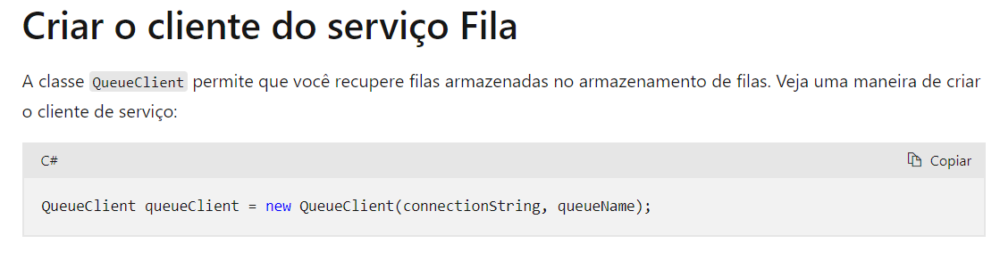 Criar o cliente do serviço Fila
A classe QueueClient permite que você recupere filas armazenadas no armazenamento de filas. Veja uma maneira de criar
o cliente de serviço:
C#
Copiar
QueueClient queueClient = new QueueClient(connectionString, queueName);